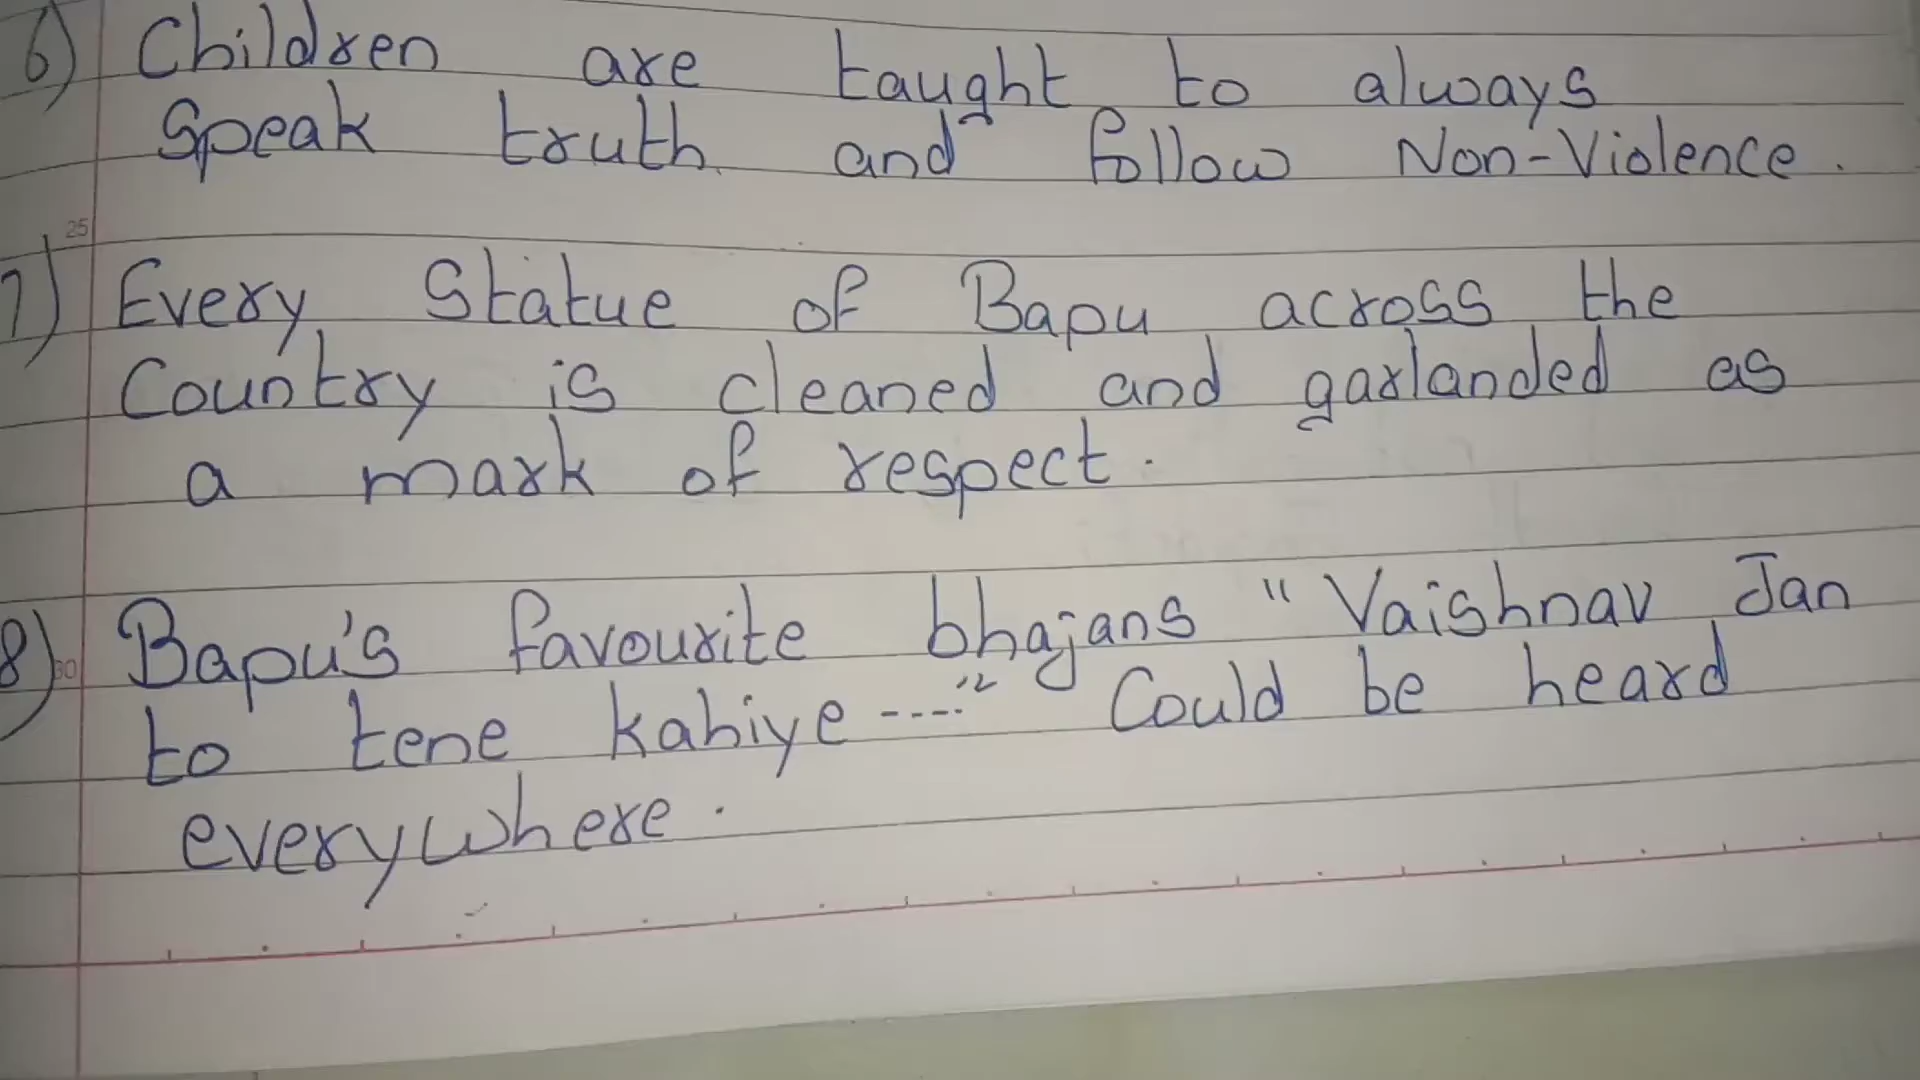 6) Children are taught to always
Speak truth and follow Non-Violence.
25
7) Every Statue of Bapu across the
Country is cleaned and garlanded as
a mark of respect.
8) Bapu's favourite bhajans "Vaishnav Jan
30
to tene kahiye ----." Could be heard
everywhere.